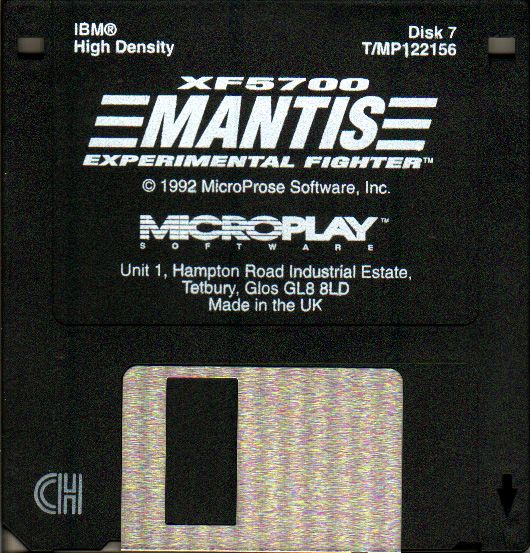 IBM®
High Density
Disk 7
T/MP122156
XF5700
MANTIS
EXPERIMENTAL FIGHTER™
© 1992 MicroProse Software, Inc.
MICROPLAY™
SOFTWARE
Unit 1, Hampton Road Industrial Estate,
Tetbury, Glos GL8 8LD
Made in the UK
CH